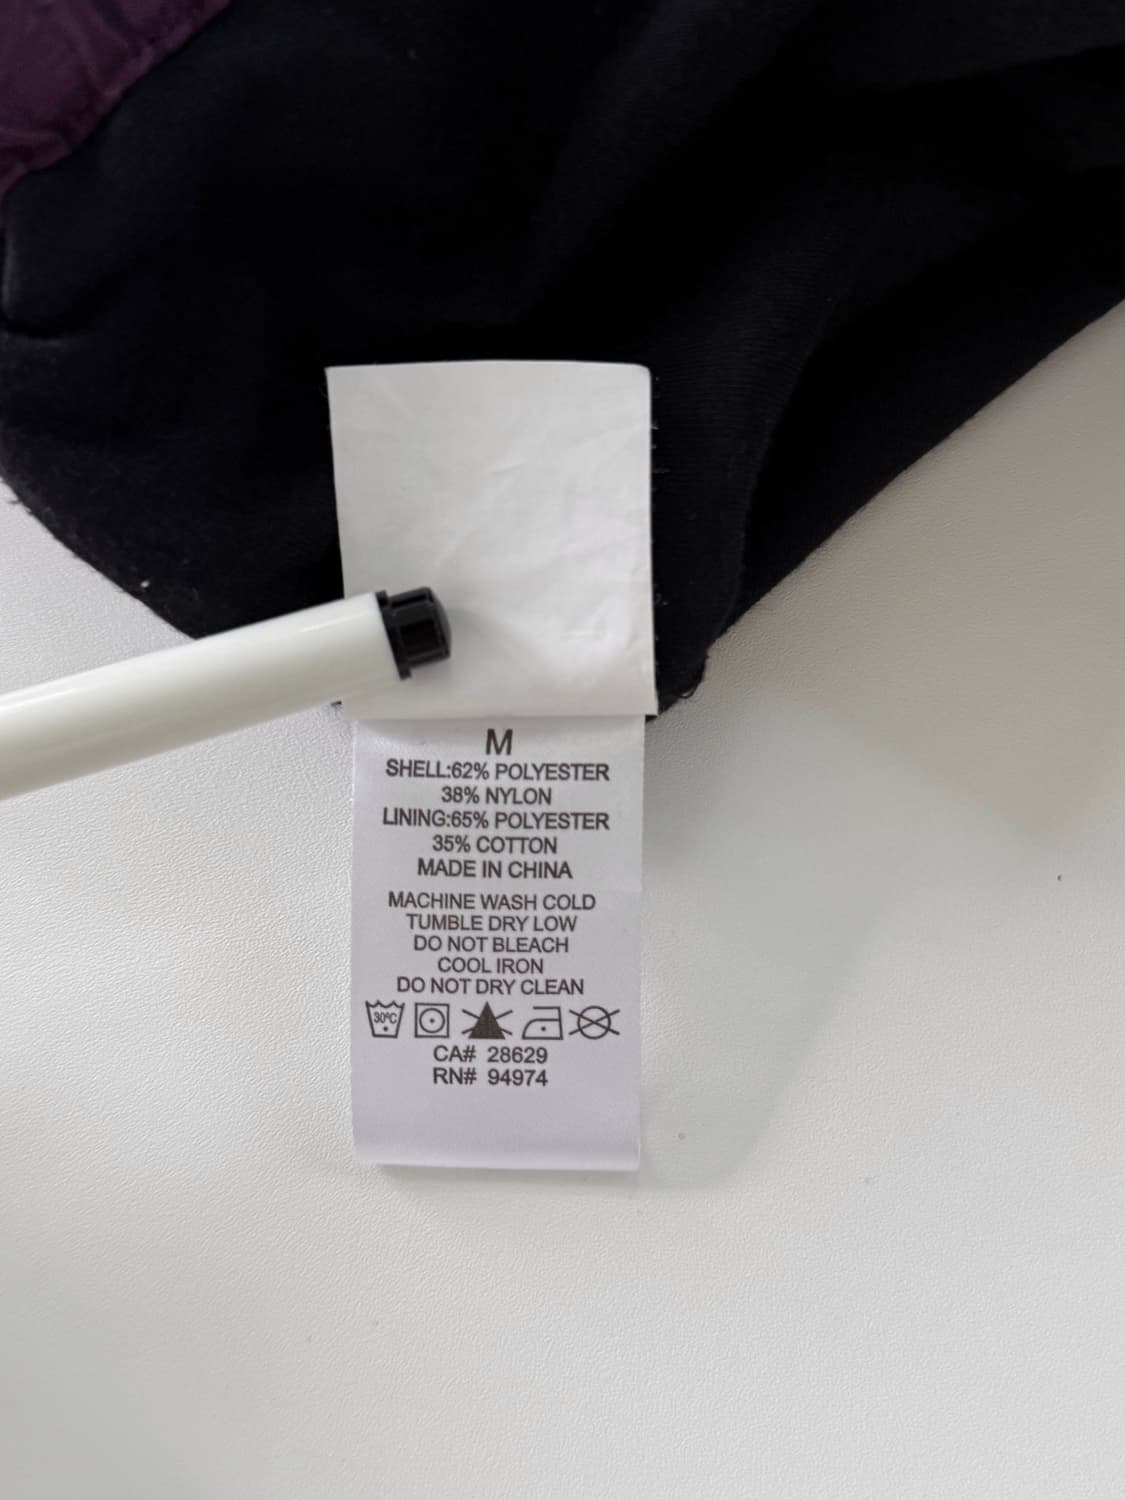 M
SHELL:62% POLYESTER
38% NYLON
LINING:65% POLYESTER
35% COTTON
MADE IN CHINA
MACHINE WASH COLD
TUMBLE DRY LOW
DO NOT BLEACH
COOL IRON
DO NOT DRY CLEAN
30°C
CA# 28629
RN# 94974